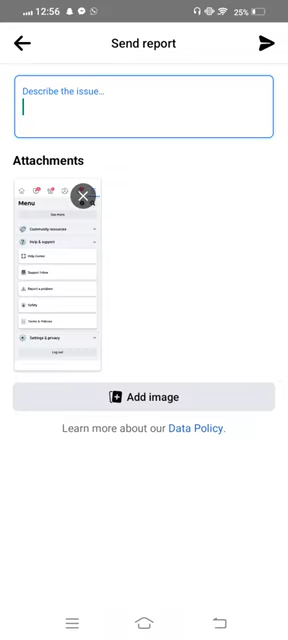 12:56
25%
Send report
Describe the issue...
Attachments
Menu
See more
Community resources
Help & support
Help Center
Support Inbox
Report a problem
Safety
Terms & Policies
Settings & privacy
Log out
Add image
Learn more about our Data Policy.